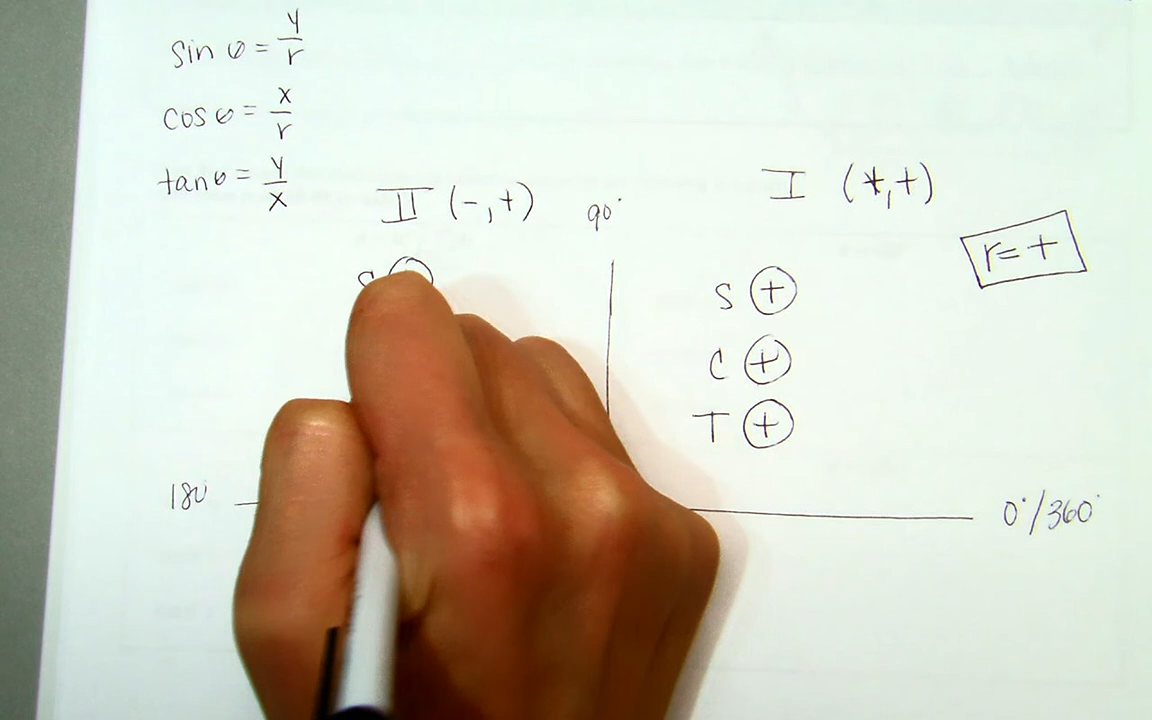 sin θ = y/r
cos θ = x/r
tan θ = y/x
II (-,+)
90°
I (+,+)
r = +
S
S +
C +
T +
180
0°/360°